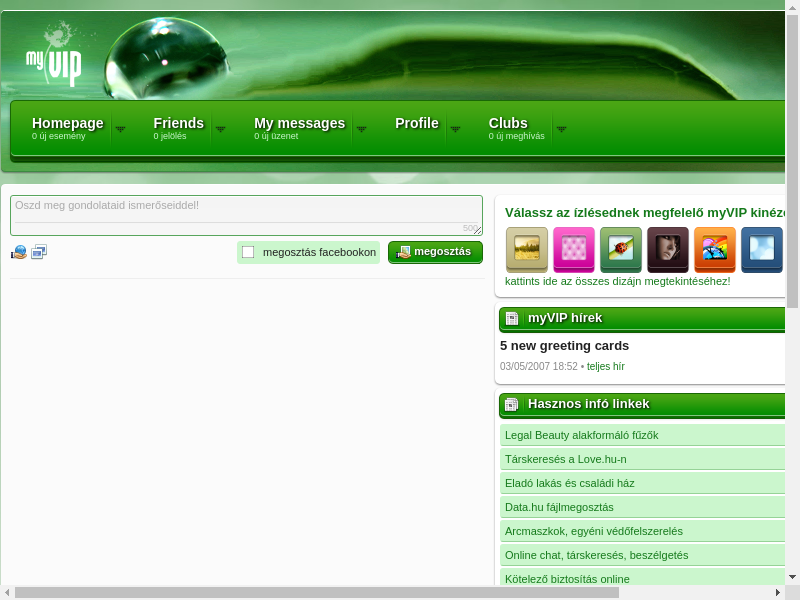 my VIP
Homepage
0 új esemény
Friends
0 jelölés
My messages
0 új üzenet
Profile
Clubs
0 új meghívás
Oszd meg gondolataid ismerőseiddel!
500
megosztás facebookon
megosztás
Válassz az ízlésednek megfelelő myVIP
kattints ide az összes dizájn megtekintéséhez!
myVIP hírek
5 new greeting cards
03/05/2007 18:52 • teljes hír
Hasznos infó linkek
Legal Beauty alakformáló fűzők
Társkeresés a Love.hu-n
Eladó lakás és családi ház
Data.hu fájlmegosztás
Arcmaszkok, egyéni védőfelszerelés
Online chat, társkeresés, beszélgetés
Kötelező biztosítás online